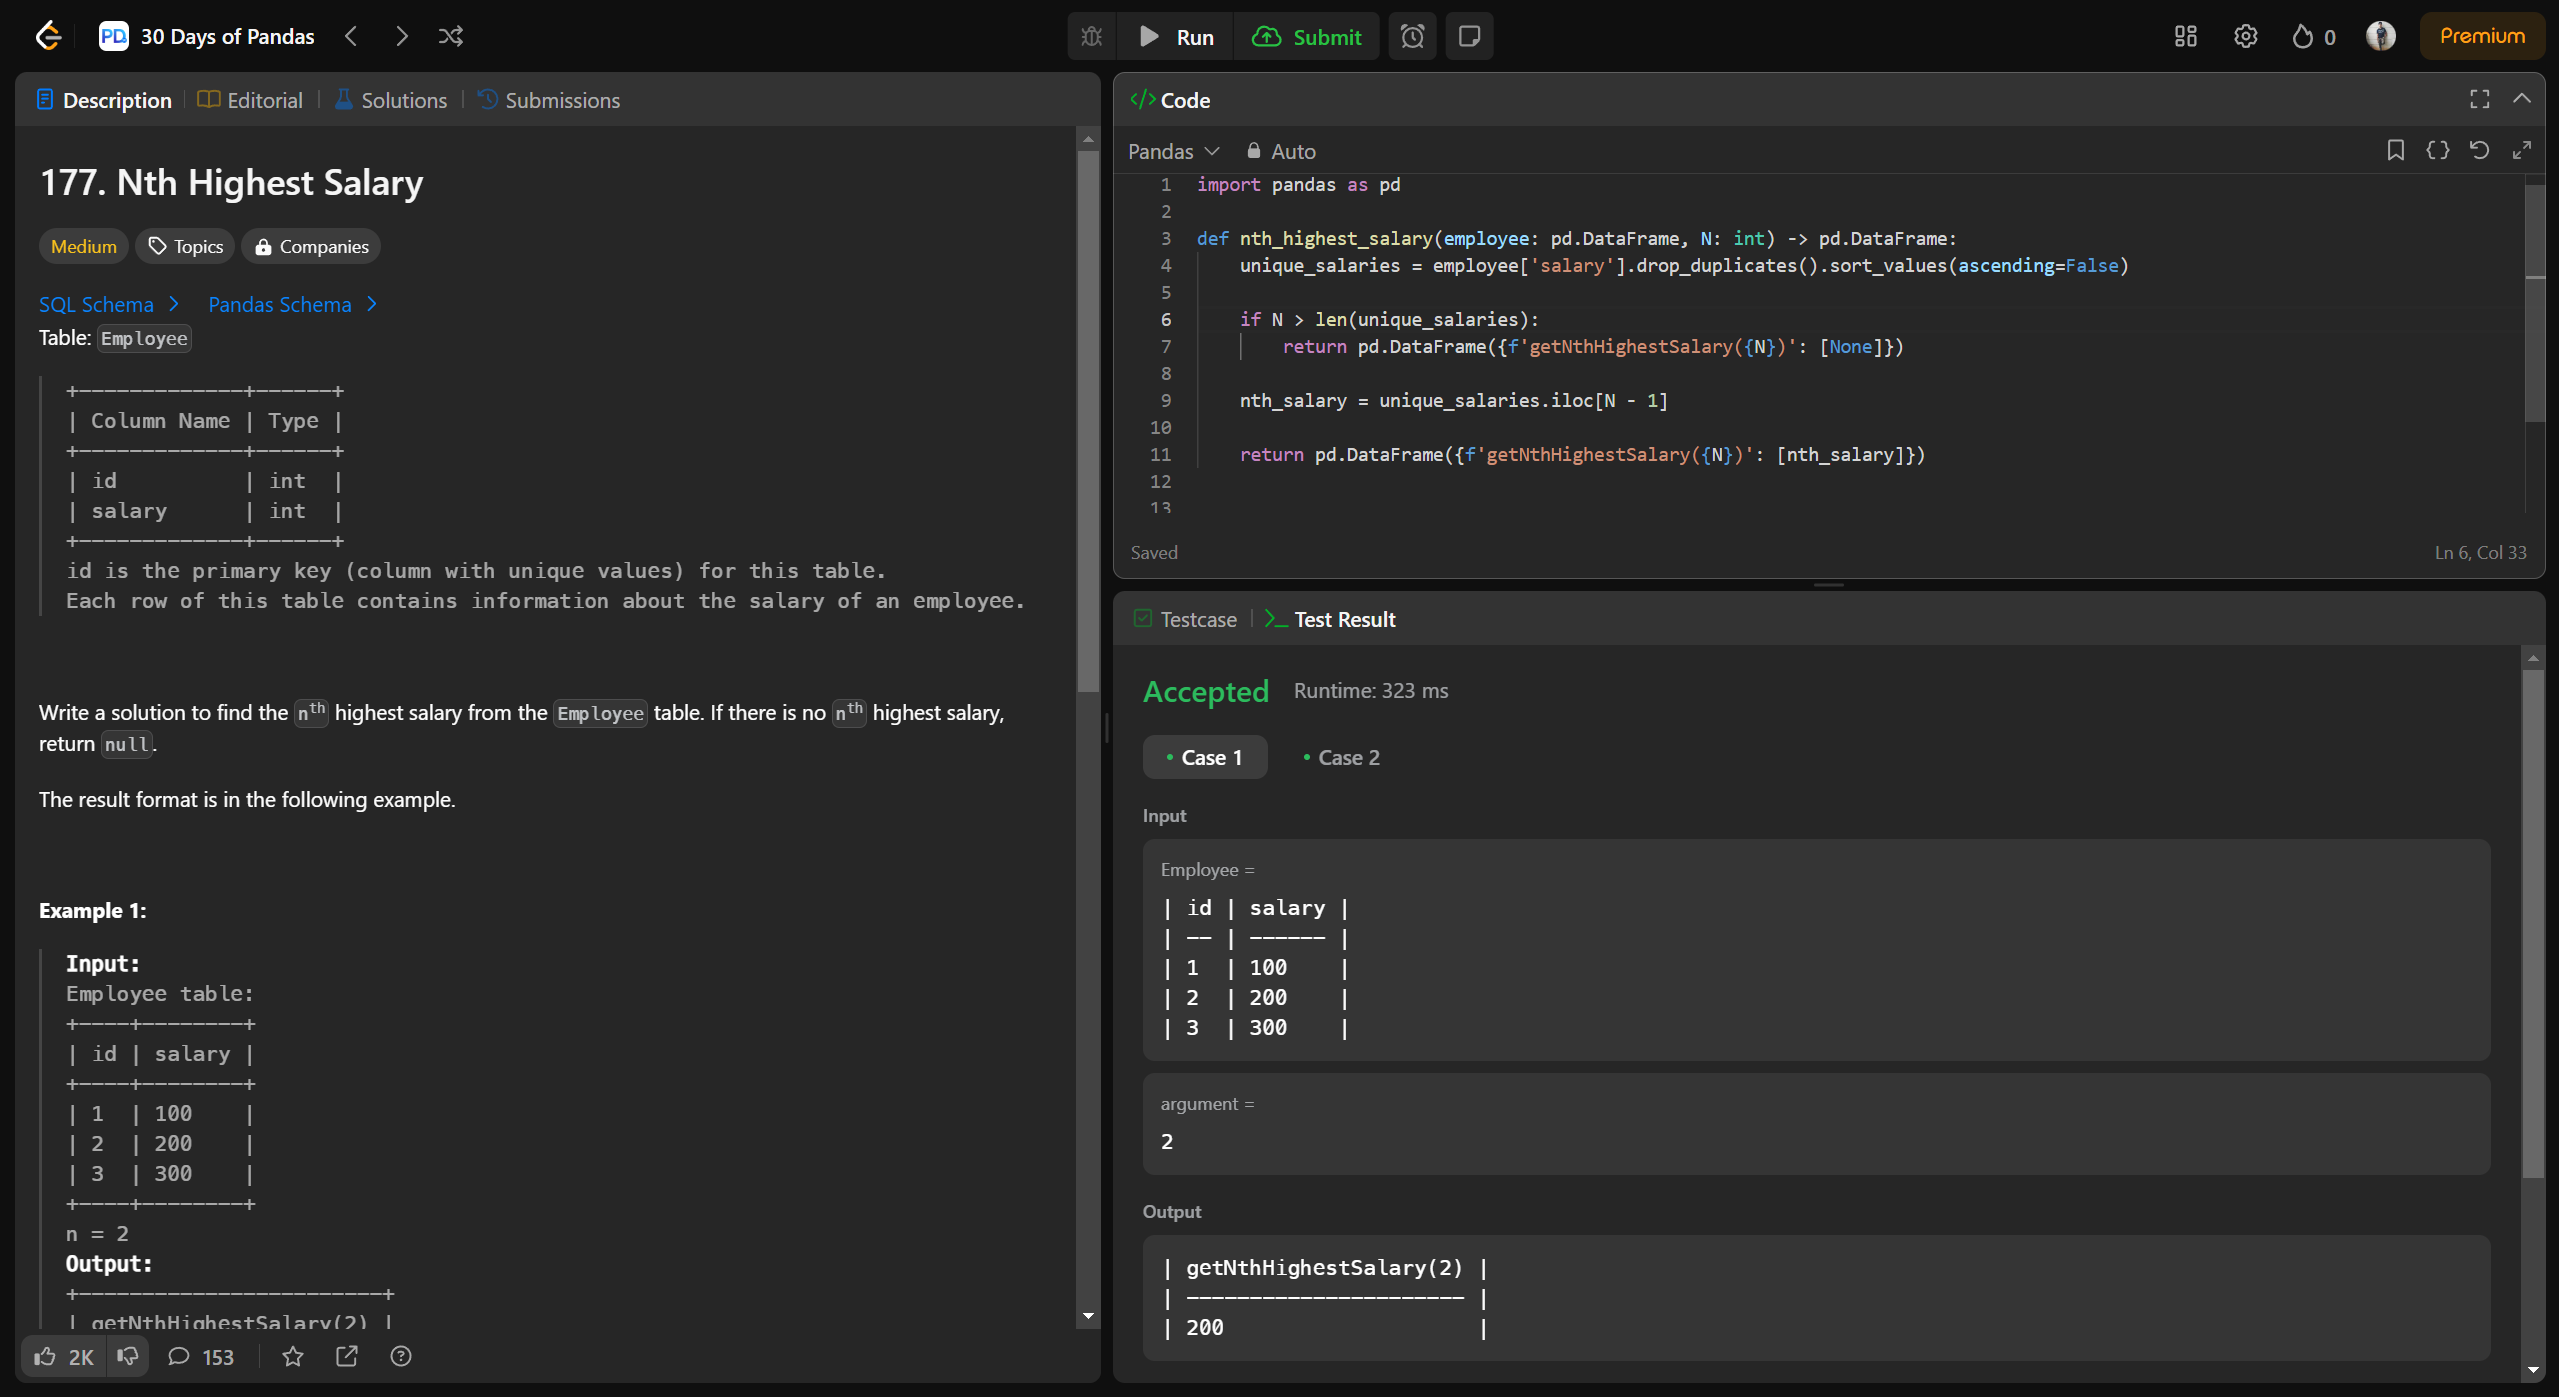 PD 30 Days of Pandas
Run
Submit
0
Premium
Description
Editorial
Solutions
Submissions
177. Nth Highest Salary
Medium
Topics
Companies
SQL Schema
Pandas Schema
Table: Employee
+-------------+------+
| Column Name | Type |
+-------------+------+
| id          | int  |
| salary      | int  |
+-------------+------+
id is the primary key (column with unique values) for this table.
Each row of this table contains information about the salary of an employee.
Write a solution to find the nth highest salary from the Employee table. If there is no nth highest salary,
return null.
The result format is in the following example.
Example 1:
Input:
Employee table:
+----+--------+
| id | salary |
+----+--------+
| 1  | 100    |
| 2  | 200    |
| 3  | 300    |
+----+--------+
n = 2
Output:
+------------------------+
| getNthHighestSalary(2) |
2K
153
</> Code
Pandas
Auto
1 import pandas as pd
2
3 def nth_highest_salary(employee: pd.DataFrame, N: int) -> pd.DataFrame:
4     unique_salaries = employee['salary'].drop_duplicates().sort_values(ascending=False)
5
6     if N > len(unique_salaries):
7         return pd.DataFrame({f'getNthHighestSalary({N})': [None]})
8
9     nth_salary = unique_salaries.iloc[N - 1]
10
11     return pd.DataFrame({f'getNthHighestSalary({N})': [nth_salary]})
12
13
Saved
Ln 6, Col 33
Testcase
>_ Test Result
Accepted
Runtime: 323 ms
• Case 1
• Case 2
Input
Employee =
| id | salary |
| -- | ------ |
| 1  | 100    |
| 2  | 200    |
| 3  | 300    |
argument =
2
Output
| getNthHighestSalary(2) |
| ---------------------- |
| 200                    |